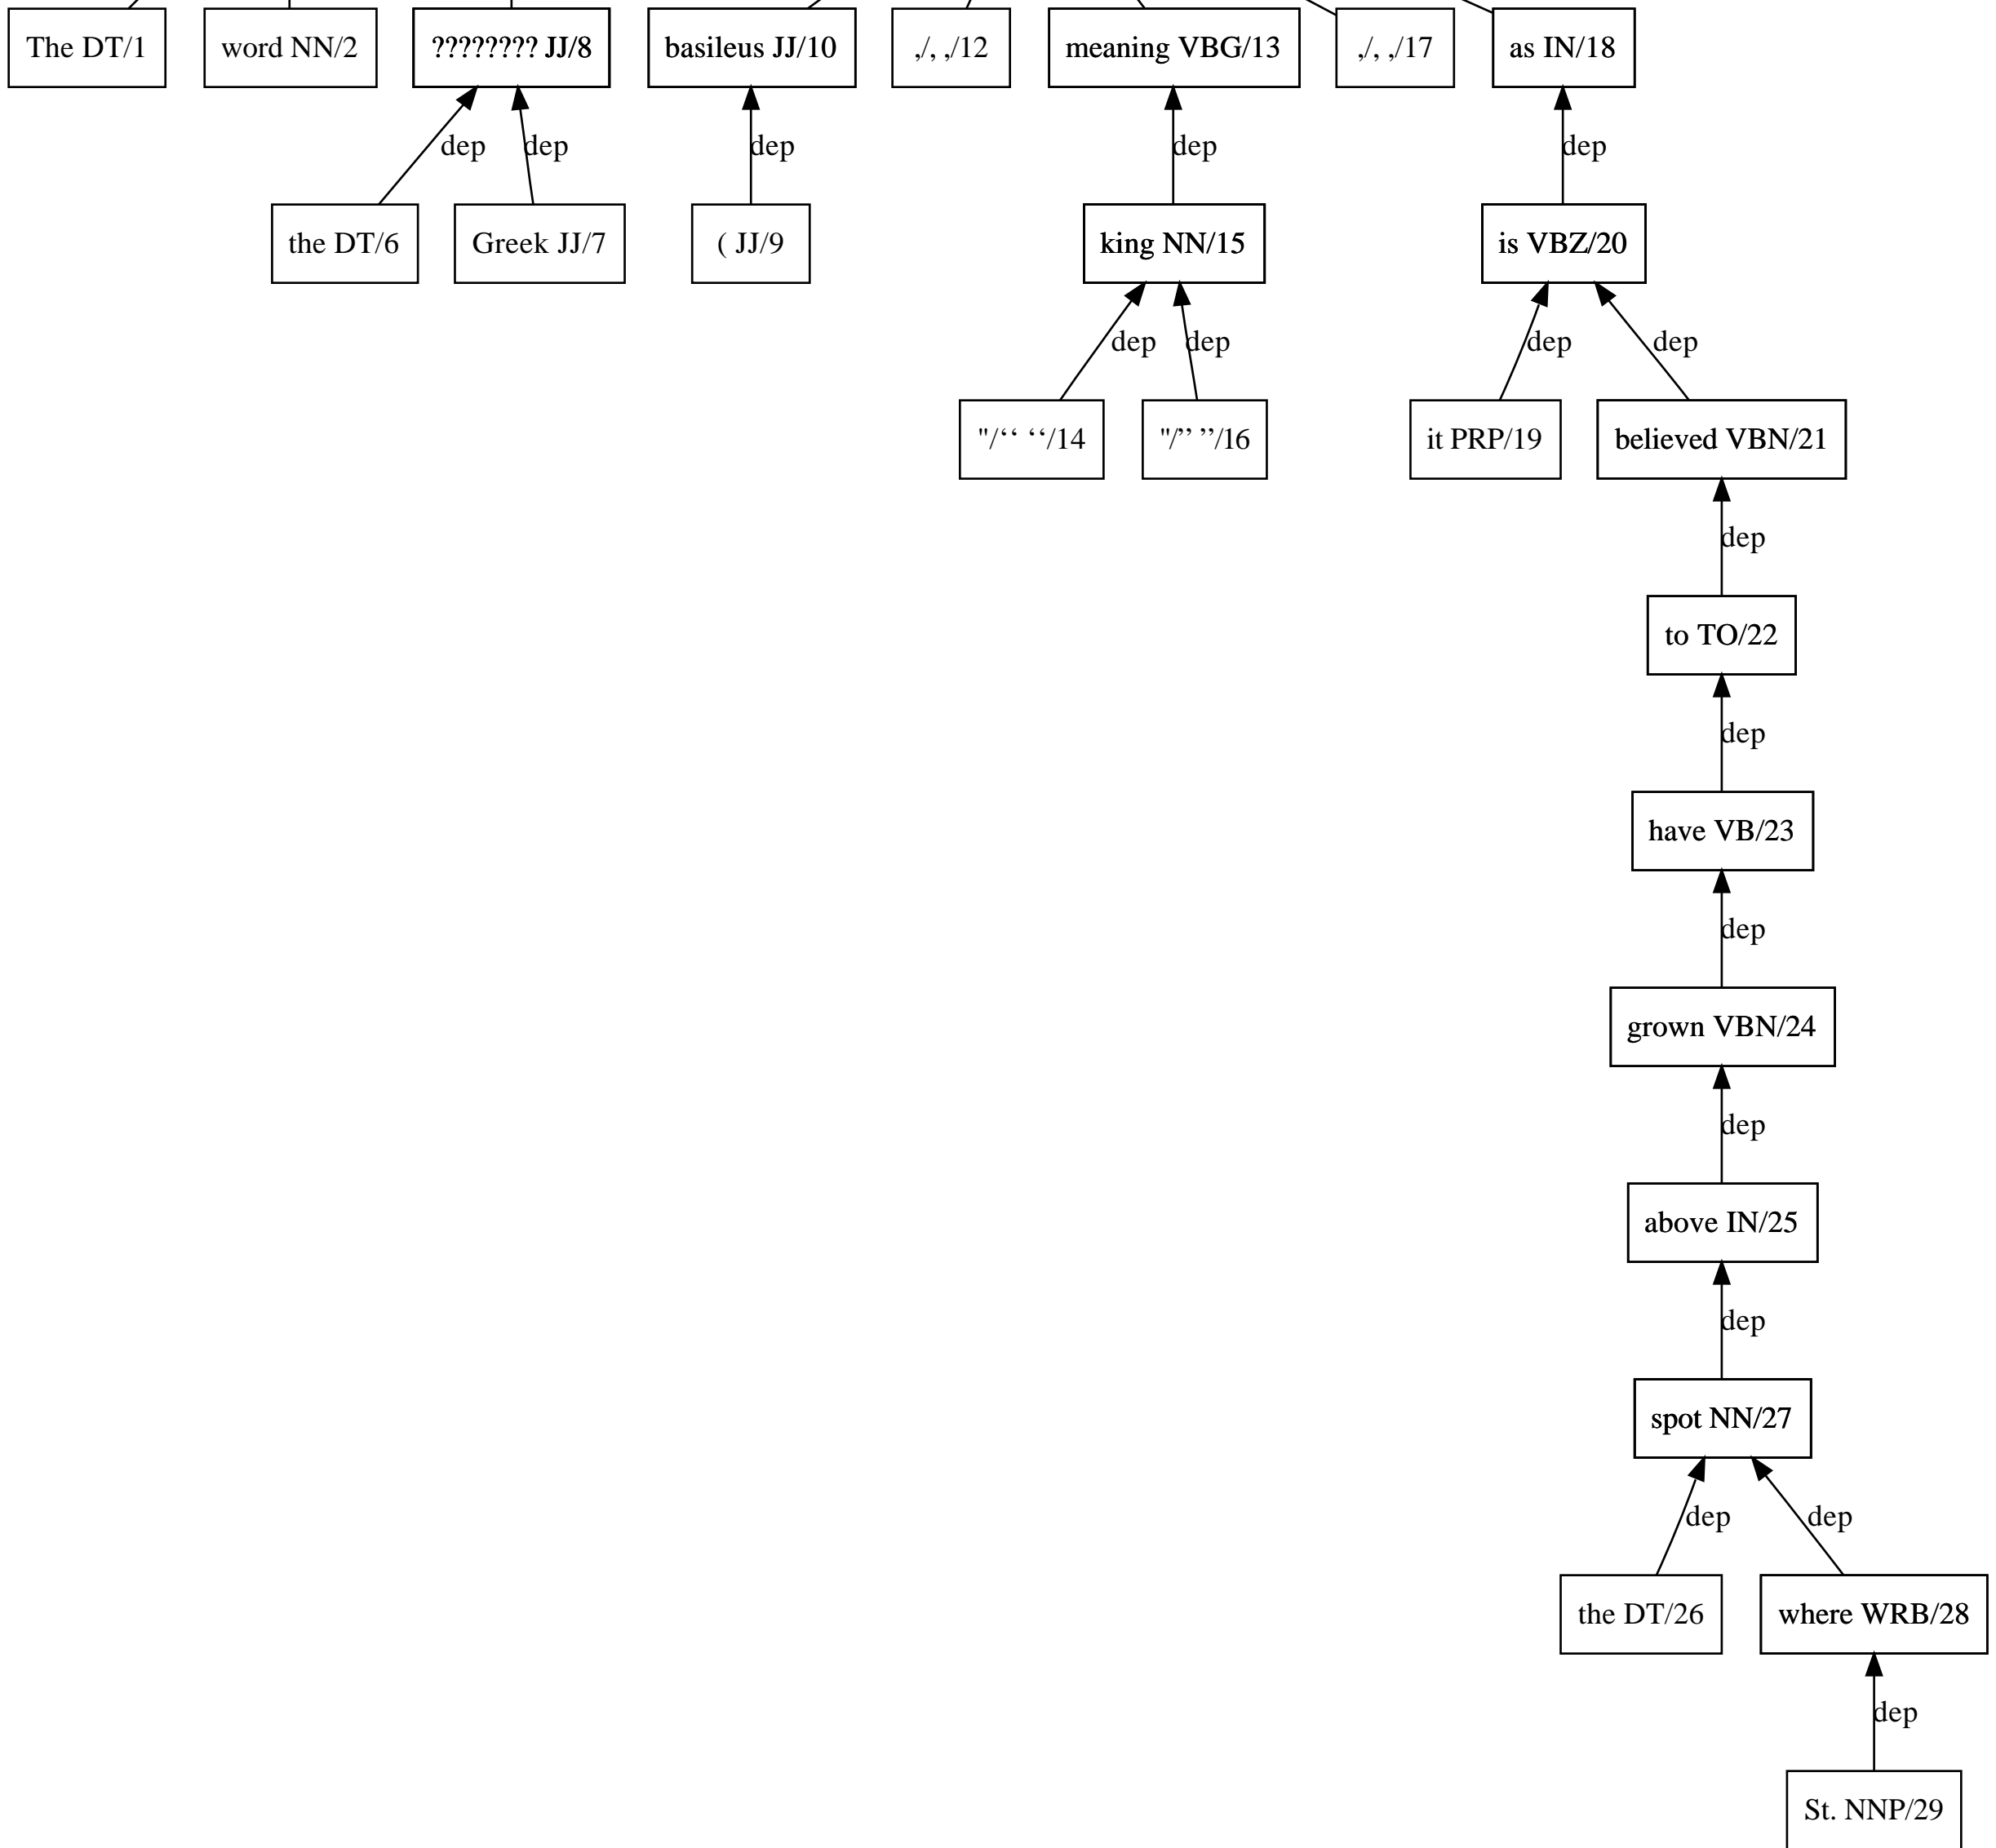 The DT/1 word NN/2 ???????? JJ/8 basileus JJ/10 ,/, ,/12 meaning VBG/13 ,/, ,/17 as IN/18
dep dep dep dep dep
the DT/6 Greek JJ/7 ( JJ/9 king NN/15 is VBZ/20
dep dep dep dep
"/‘‘ ‘‘/14 "/’’ ’’/16 it PRP/19 believed VBN/21
dep
to TO/22
dep
have VB/23
dep
grown VBN/24
dep
above IN/25
dep
spot NN/27
dep dep
the DT/26 where WRB/28
dep
St. NNP/29